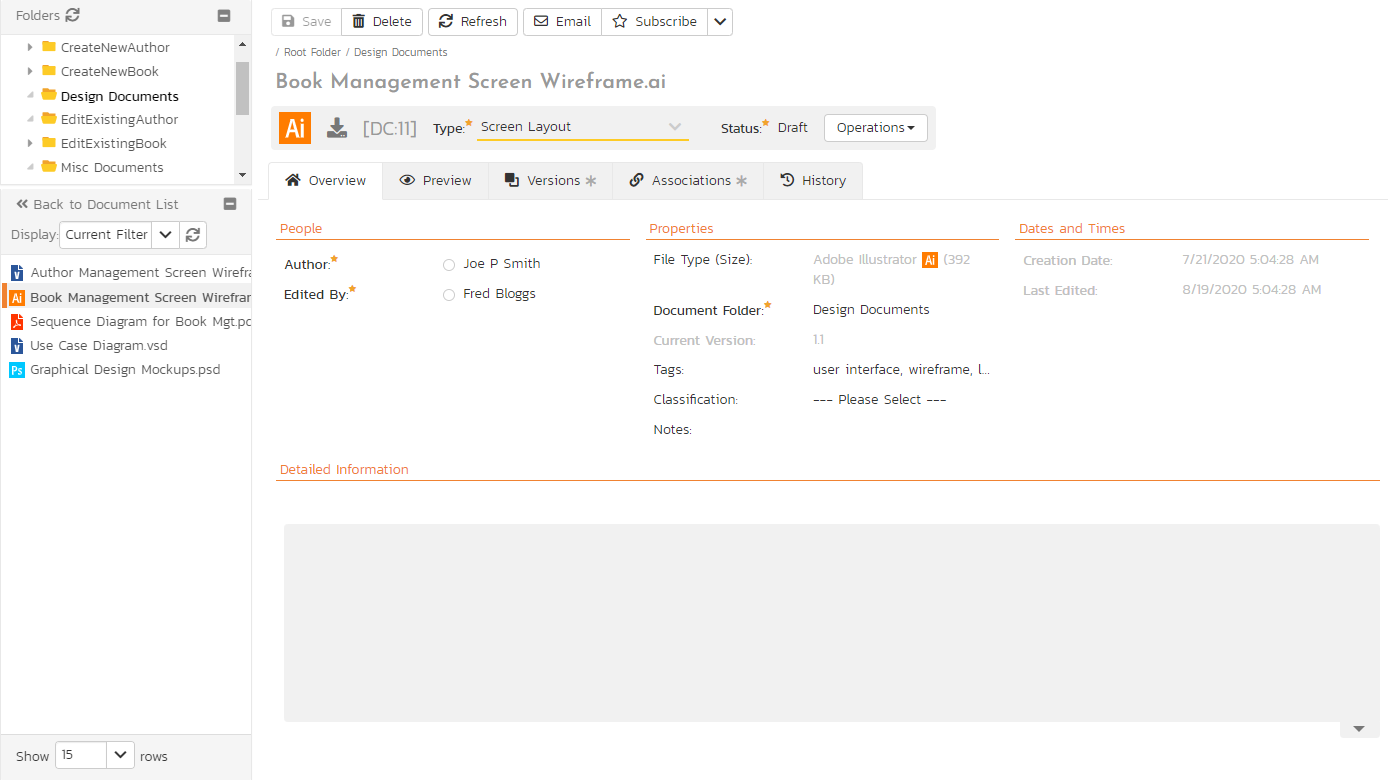 Folders
CreateNewAuthor
CreateNewBook
Design Documents
EditExistingAuthor
EditExistingBook
Misc Documents
Back to Document List
Display: Current Filter
Author Management Screen Wirefra
Ai Book Management Screen Wirefran
Sequence Diagram for Book Mgt.pd
Use Case Diagram.vsd
Ps Graphical Design Mockups.psd
Show 15 rows
Save Delete Refresh Email Subscribe
/ Root Folder / Design Documents
Book Management Screen Wireframe.ai
Ai [DC:11] Type:* Screen Layout Status:* Draft Operations
Overview Preview Versions * Associations * History
People
Author:* Joe P Smith
Edited By:* Fred Bloggs
Properties
File Type (Size): Adobe Illustrator Ai (392
KB)
Document Folder:* Design Documents
Current Version: 1.1
Tags: user interface, wireframe, l...
Classification: --- Please Select ---
Notes:
Dates and Times
Creation Date: 7/21/2020 5:04:28 AM
Last Edited: 8/19/2020 5:04:28 AM
Detailed Information